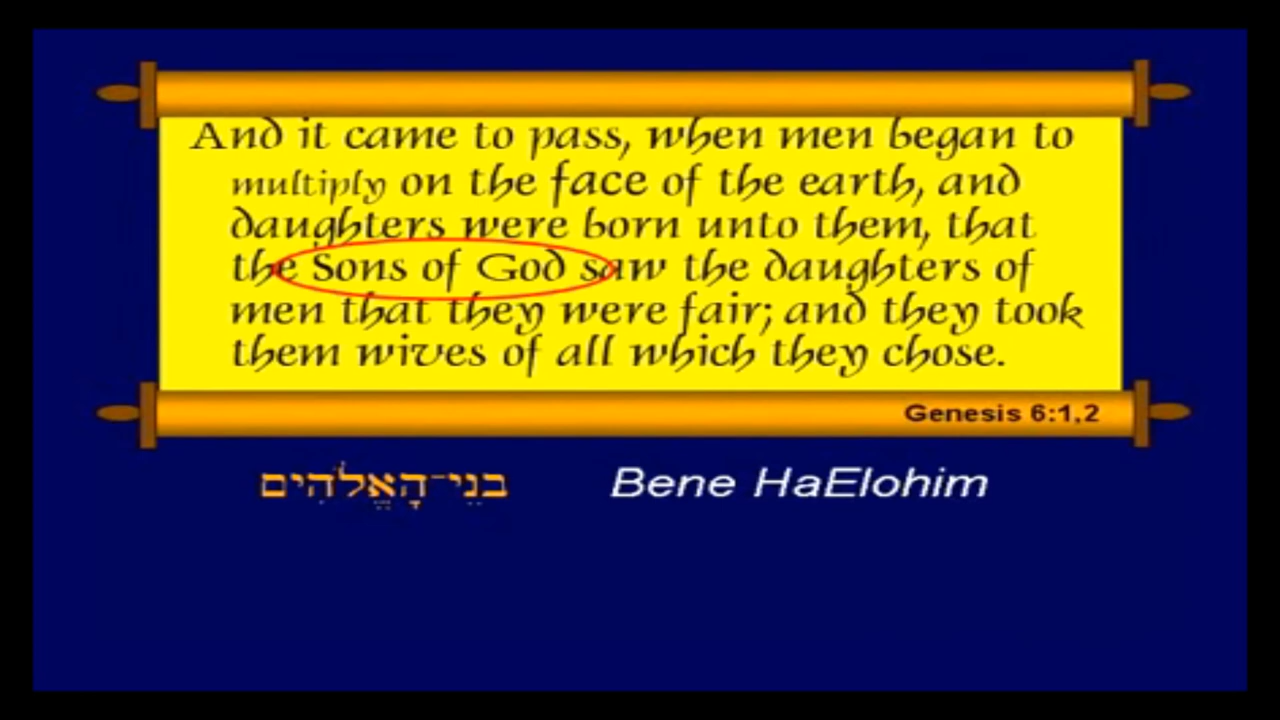 And it came to pass, when men began to
multiply on the face of the earth, and
daughters were born unto them, that
the Sons of God saw the daughters of
men that they were fair; and they took
them wives of all which they chose.
Genesis 6:1,2
בנֵי־הָאֱלֹהִים Bene HaElohim